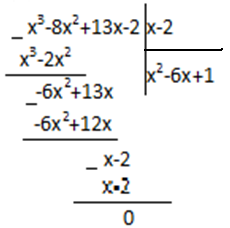 _ x³-8x²+13x-2 x-2
x³-2x² x²-6x+1
_-6x²+13x
-6x²+12x
_ x-2
x-2
0